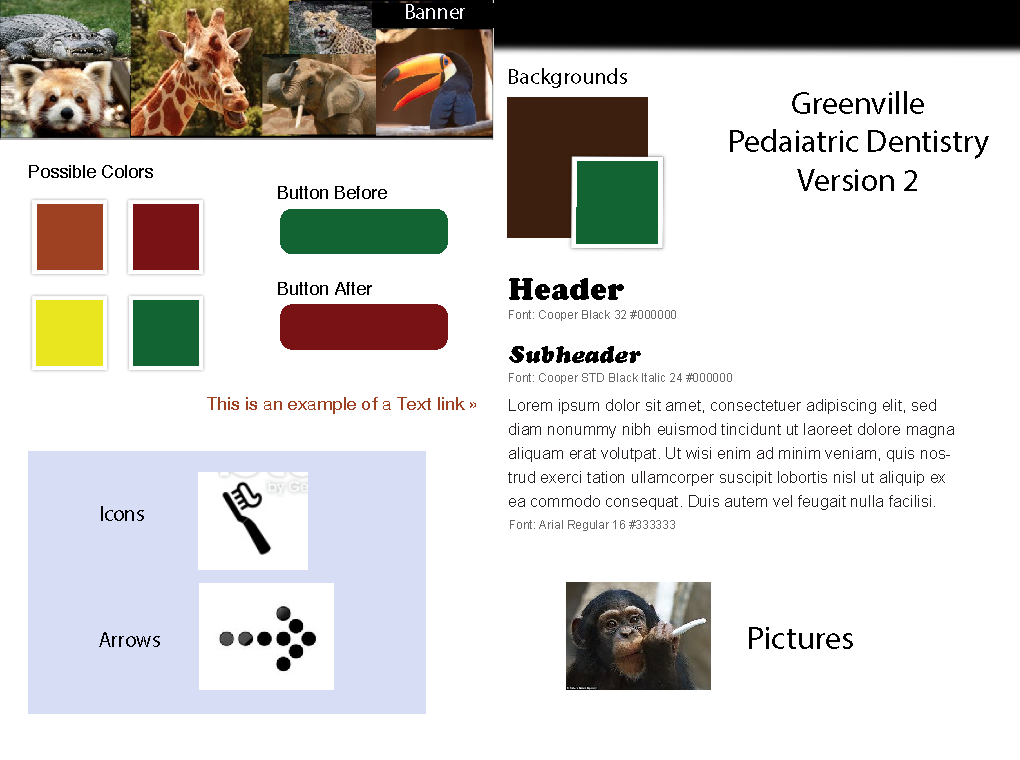 Banner
Backgrounds
Greenville
Pedaiatric Dentistry
Version 2
Possible Colors
Button Before
Button After
This is an example of a Text link »
Header
Font: Cooper Black 32 #000000
Subheader
Font: Cooper STD Black Italic 24 #000000
Lorem ipsum dolor sit amet, consectetuer adipiscing elit, sed
diam nonummy nibh euismod tincidunt ut laoreet dolore magna
aliquam erat volutpat. Ut wisi enim ad minim veniam, quis nos-
trud exerci tation ullamcorper suscipit lobortis nisl ut aliquip ex
ea commodo consequat. Duis autem vel feugait nulla facilisi.
Font: Arial Regular 16 #333333
Icons
by Ge
Arrows
Pictures